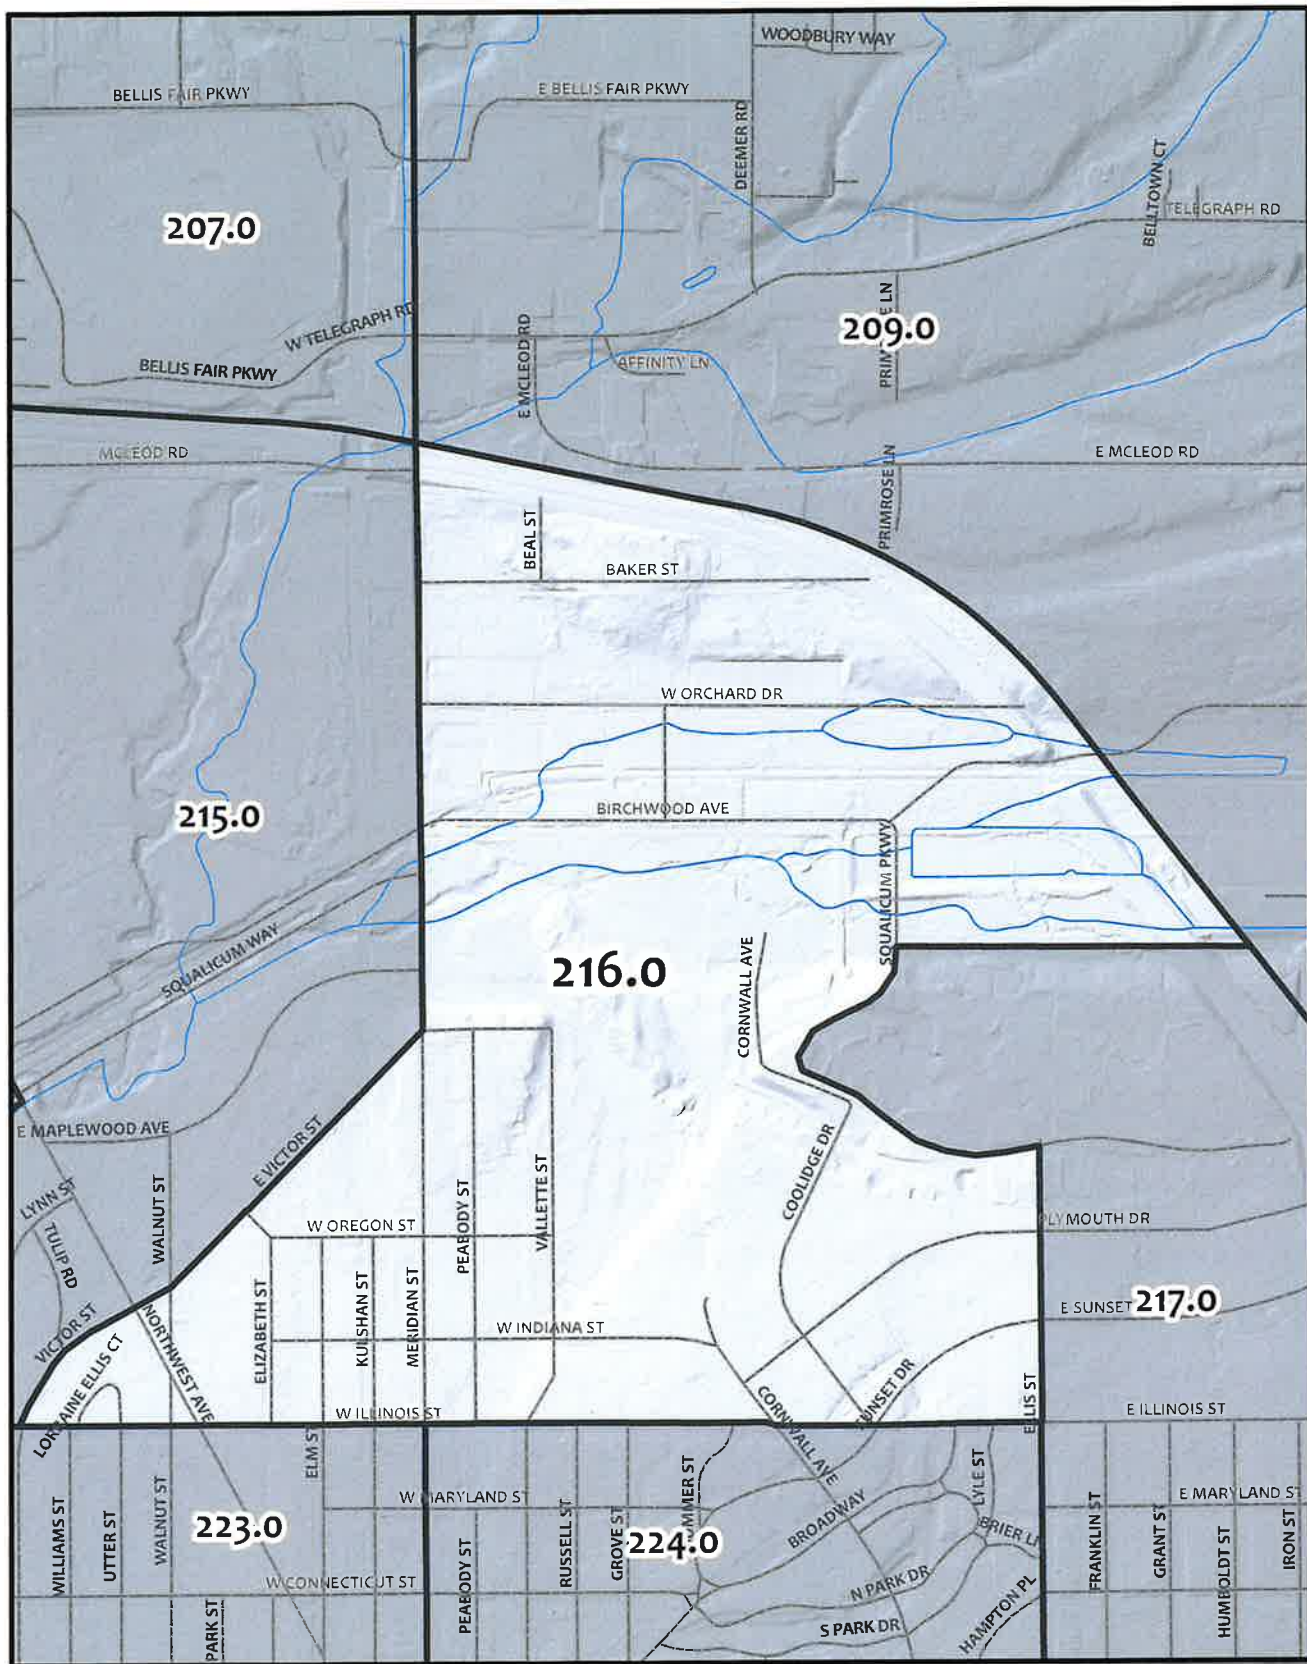 WOODBURY WAY
BELLIS FAIR PKWY
E BELLIS FAIR PKWY
DEEMER RD
BELLTOWN CT
TELEGRAPH RD
207.0
W TELEGRAPH RD
E MCLEOD RD
209.0
PRIMROSE LN
AFFINITY LN
BELLIS FAIR PKWY
MCLEOD RD
E MCLEOD RD
PRIMROSE LN
BEAL ST
BAKER ST
W ORCHARD DR
215.0
BIRCHWOOD AVE
SQUALICUM PKWY
SQUALICUM WAY
216.0
CORNWALL AVE
E MAPLEWOOD AVE
E VICTOR ST
LYNN ST
TULIP RD
WALNUT ST
W OREGON ST
PEABODY ST
VALLETTE ST
COOLIDGE DR
PLYMOUTH DR
VICTOR ST
NORTHWEST AVE
ELIZABETH ST
KULSHAN ST
MERIDIAN ST
W INDIANA ST
E SUNSET
217.0
LORRAINE ELLIS CT
W ILLINOIS ST
CORNWALL AVE
SUNSET DR
ELLIS ST
E ILLINOIS ST
ELM ST
WILLIAMS ST
UTTER ST
WALNUT ST
223.0
W MARYLAND ST
PEABODY ST
RUSSELL ST
GROVE ST
224.0
BROADWAY
LYLE ST
BRIER LN
FRANKLIN ST
GRANT ST
E MARYLAND ST
HUMBOLDT ST
IRON ST
W CONNECTICUT ST
PARK ST
N PARK DR
S PARK DR
HAMPTON PL